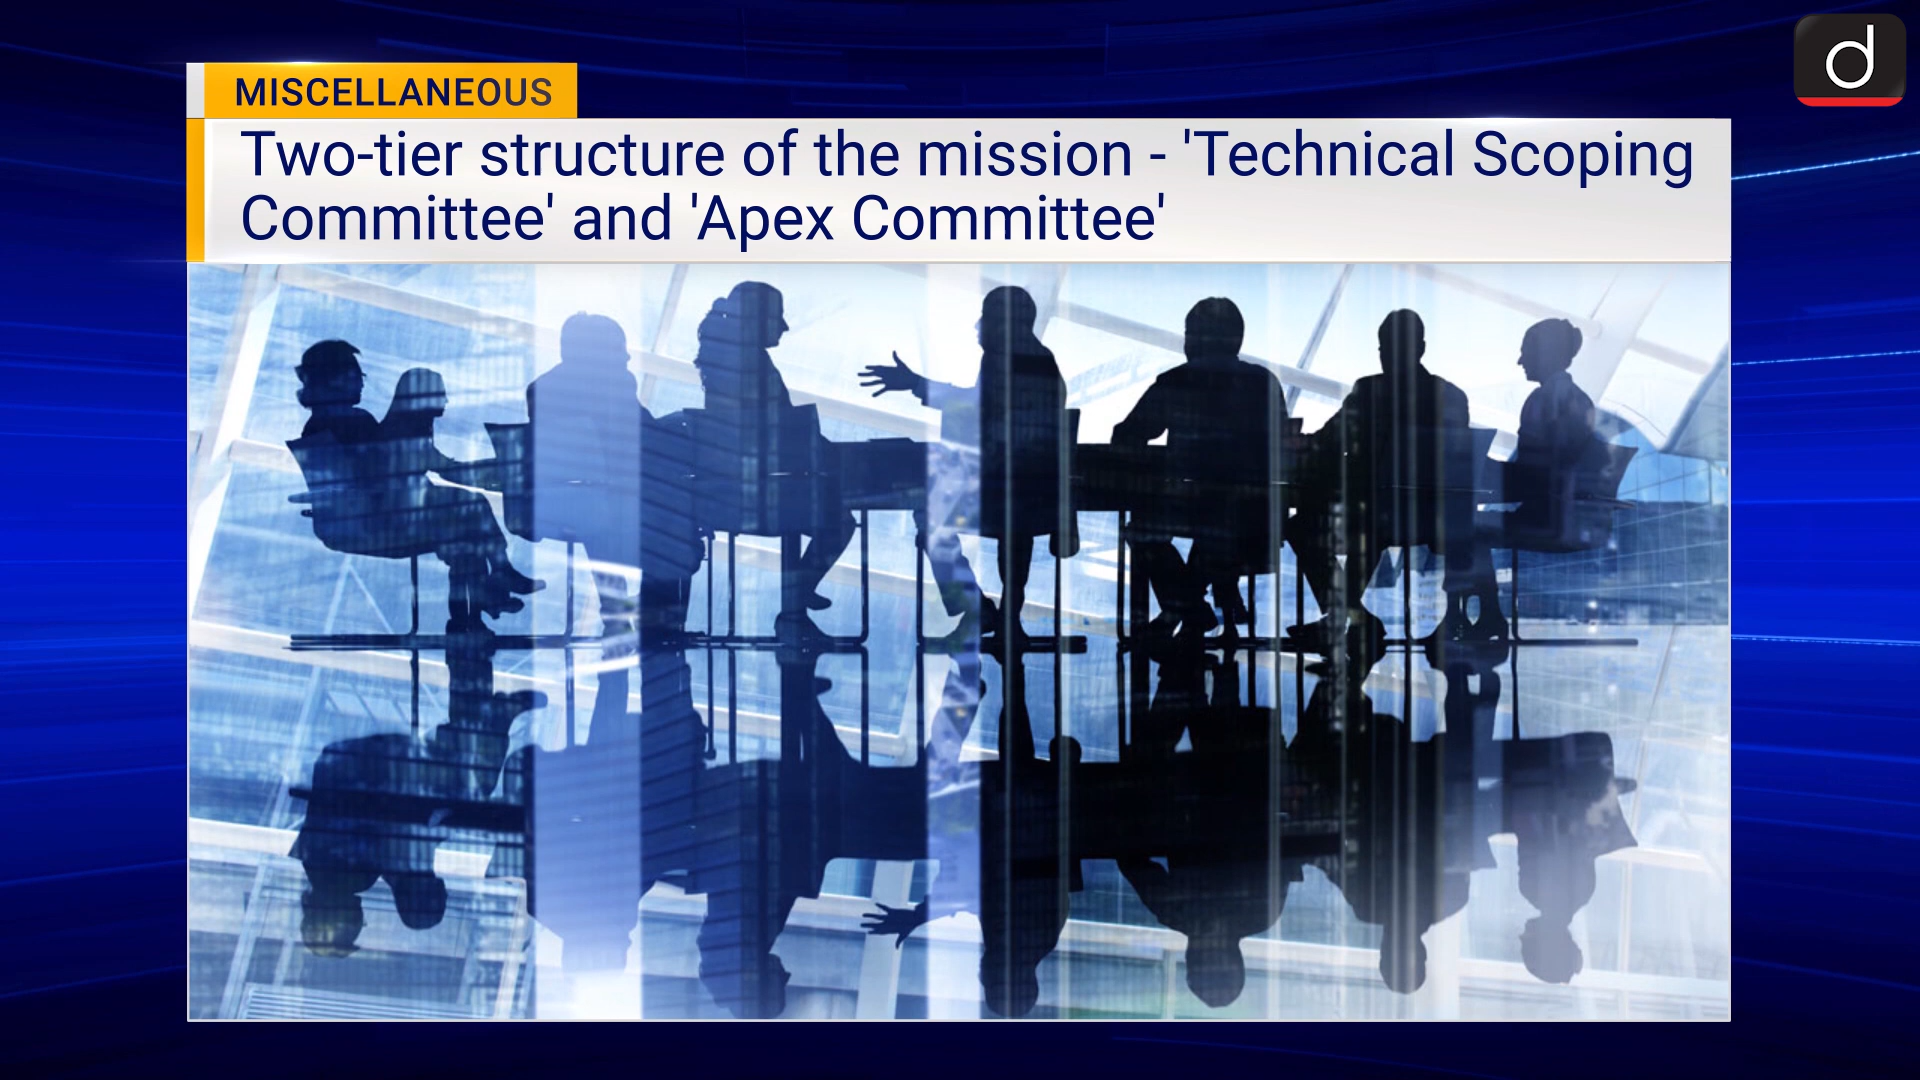 MISCELLANEOUS
Two-tier structure of the mission - 'Technical Scoping
Committee' and 'Apex Committee'
d